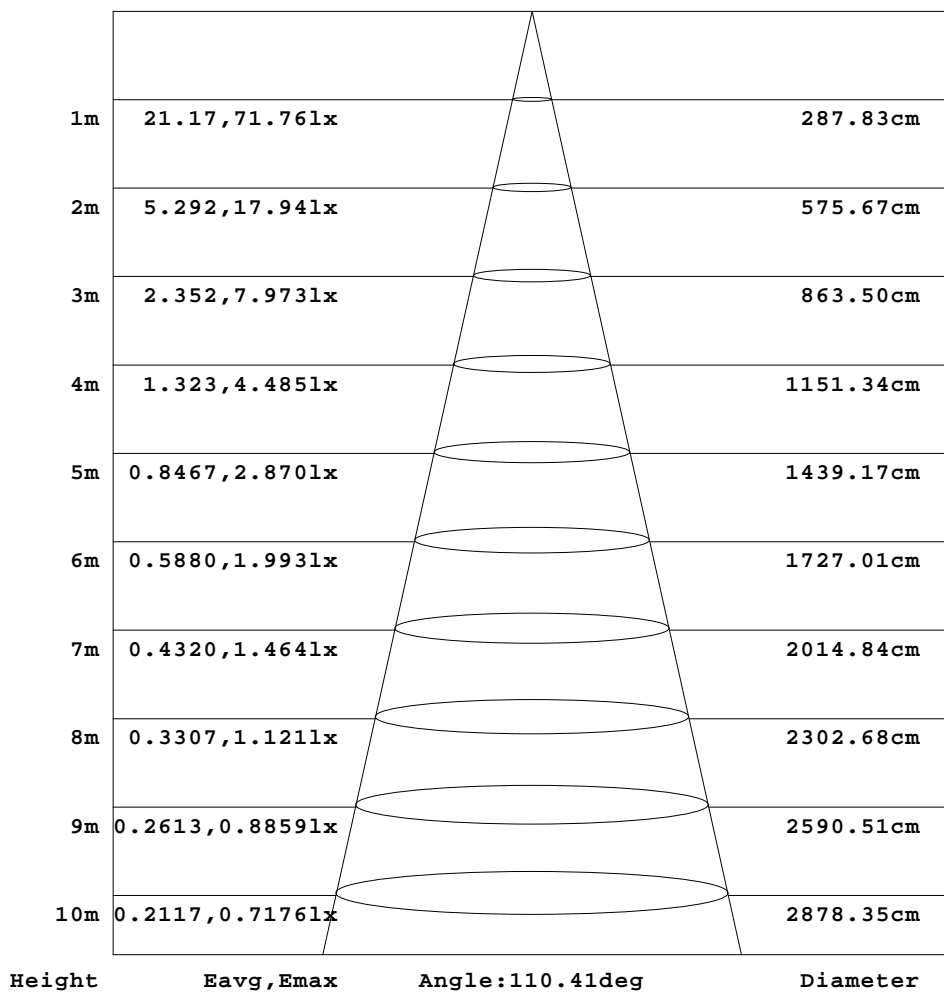 1m 21.17,71.76lx 287.83cm
2m 5.292,17.94lx 575.67cm
3m 2.352,7.973lx 863.50cm
4m 1.323,4.485lx 1151.34cm
5m 0.8467,2.870lx 1439.17cm
6m 0.5880,1.993lx 1727.01cm
7m 0.4320,1.464lx 2014.84cm
8m 0.3307,1.121lx 2302.68cm
9m 0.2613,0.8859lx 2590.51cm
10m 0.2117,0.7176lx 2878.35cm
Height Eavg,Emax Angle:110.41deg Diameter